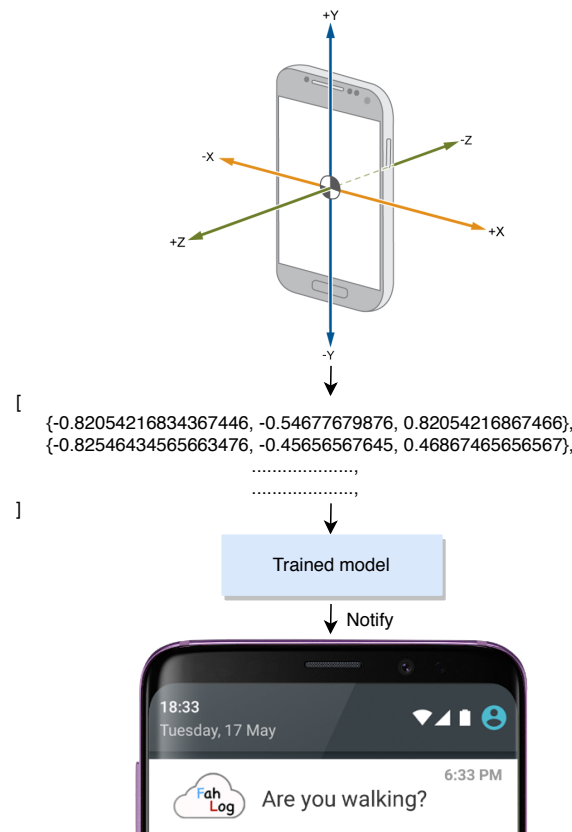 +Y
-X
-Z
+Z
+X
-Y
[
{-0.82054216834367446, -0.54677679876, 0.82054216867466},
{-0.82546434565663476, -0.45656567645, 0.46867465656567},
....................,
....................,
]
Trained model
Notify
18:33
Tuesday, 17 May
6:33 PM
Fah
Log
Are you walking?